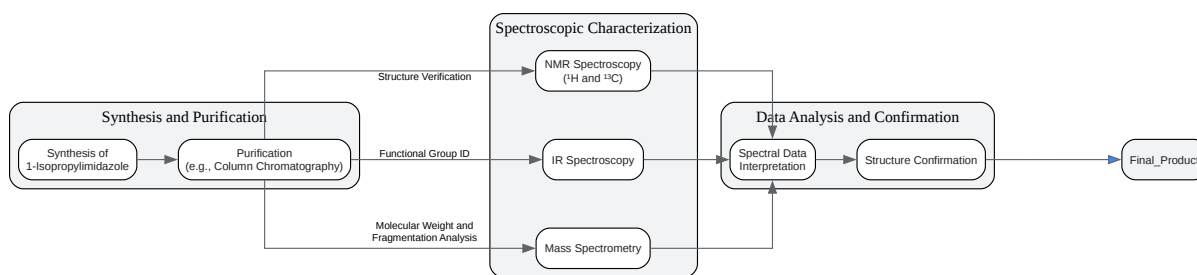 Spectroscopic Characterization
NMR Spectroscopy
(¹H and ¹³C)
Structure Verification
Synthesis and Purification
Data Analysis and Confirmation
Synthesis of
1-Isopropylimidazole
Purification
(e.g., Column Chromatography)
Functional Group ID
IR Spectroscopy
Spectral Data
Interpretation
Structure Confirmation
Final_Product
Molecular Weight and
Fragmentation Analysis
Mass Spectrometry